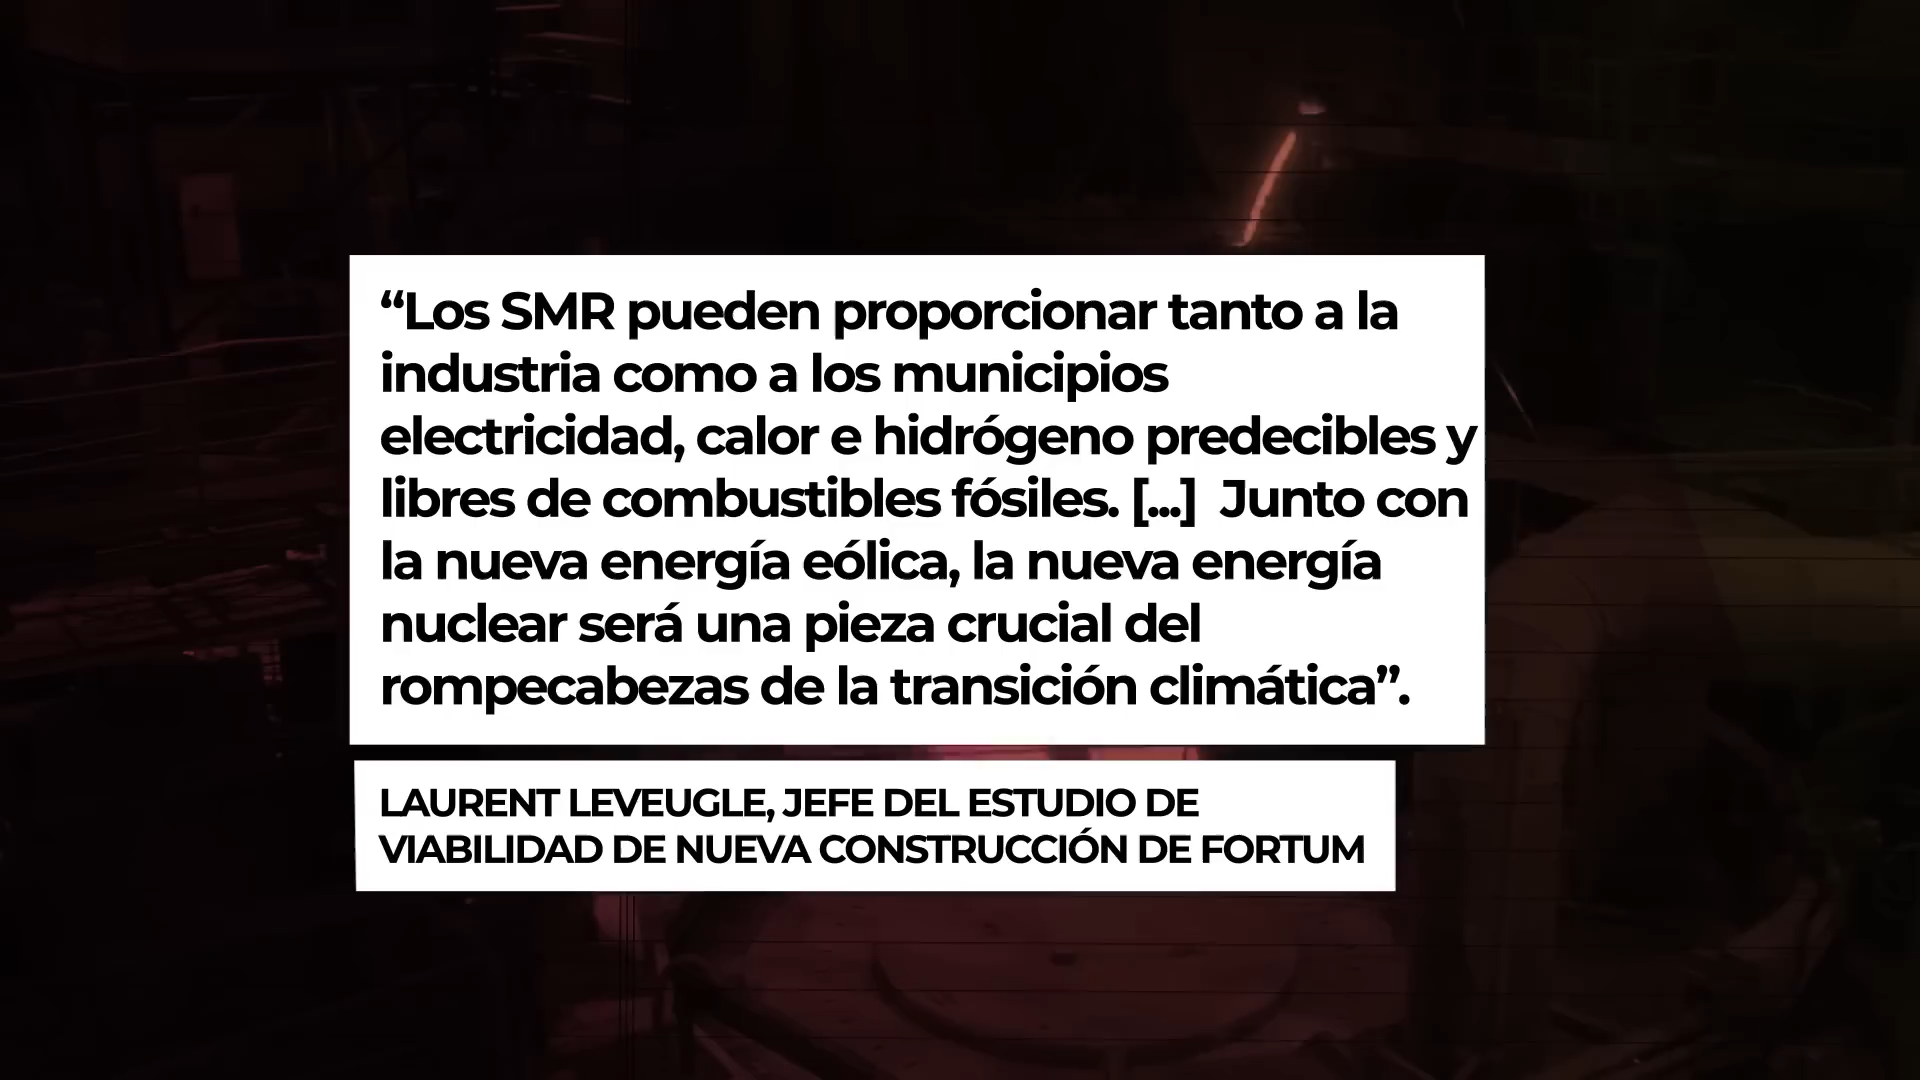 “Los SMR pueden proporcionar tanto a la
industria como a los municipios
electricidad, calor e hidrógeno predecibles y
libres de combustibles fósiles. [...]  Junto con
la nueva energía eólica, la nueva energía
nuclear será una pieza crucial del
rompecabezas de la transición climática”.
LAURENT LEVEUGLE, JEFE DEL ESTUDIO DE
VIABILIDAD DE NUEVA CONSTRUCCIÓN DE FORTUM